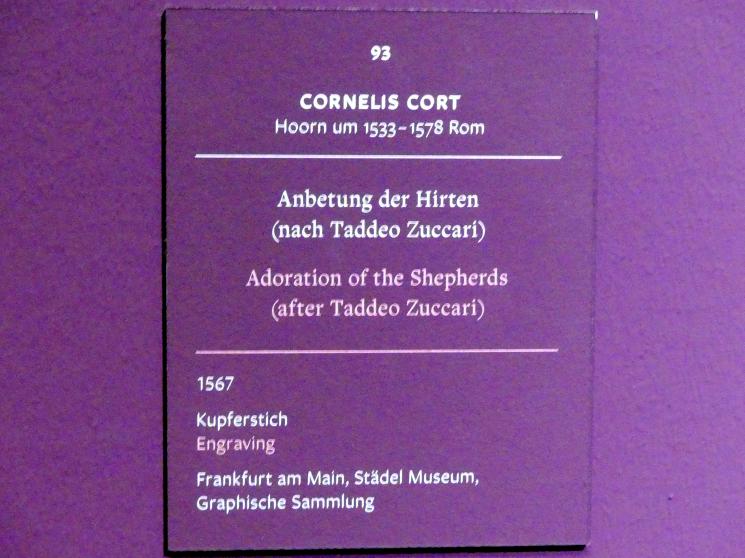 93
CORNELIS CORT
Hoorn um 1533–1578 Rom
Anbetung der Hirten
(nach Taddeo Zuccari)
Adoration of the Shepherds
(after Taddeo Zuccari)
1567
Kupferstich
Engraving
Frankfurt am Main, Städel Museum,
Graphische Sammlung